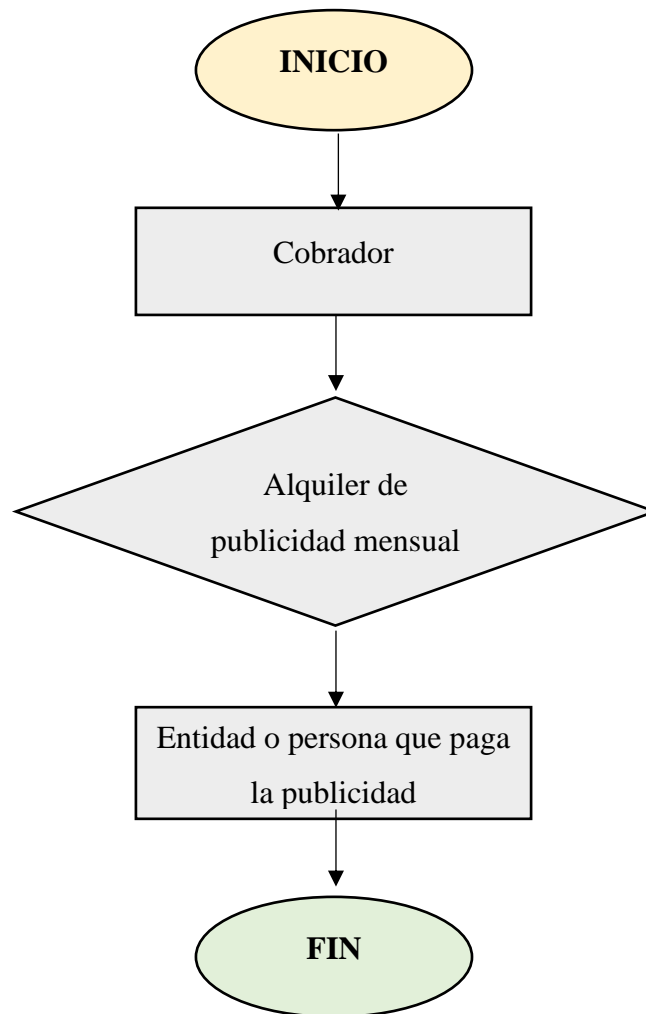 INICIO
Cobrador
Alquiler de
publicidad mensual
Entidad o persona que paga
la publicidad
FIN